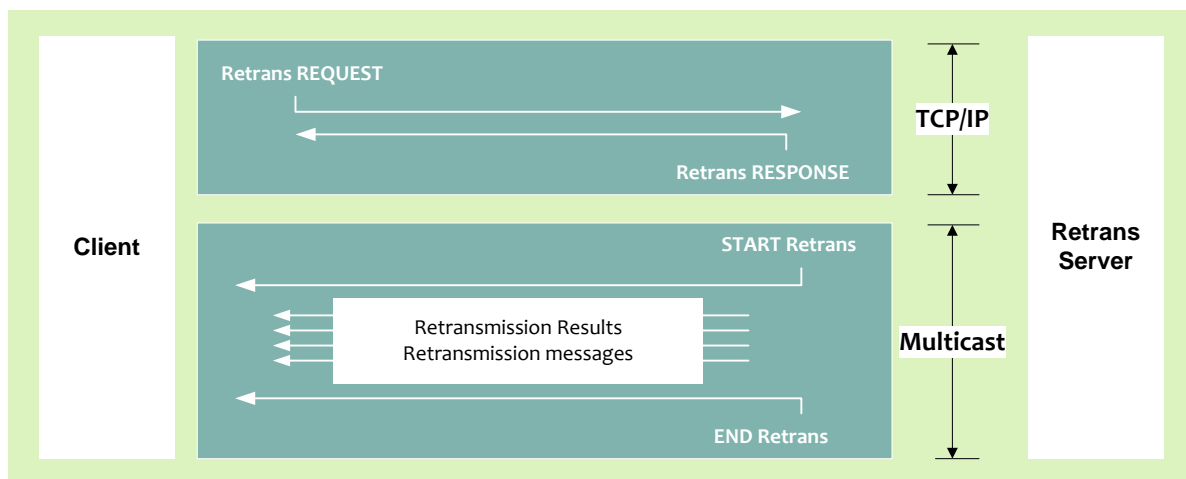 Retrans REQUEST
TCP/IP
Retrans RESPONSE
Client
START Retrans
Retrans
Server
Retransmission Results
Retransmission messages
Multicast
END Retrans